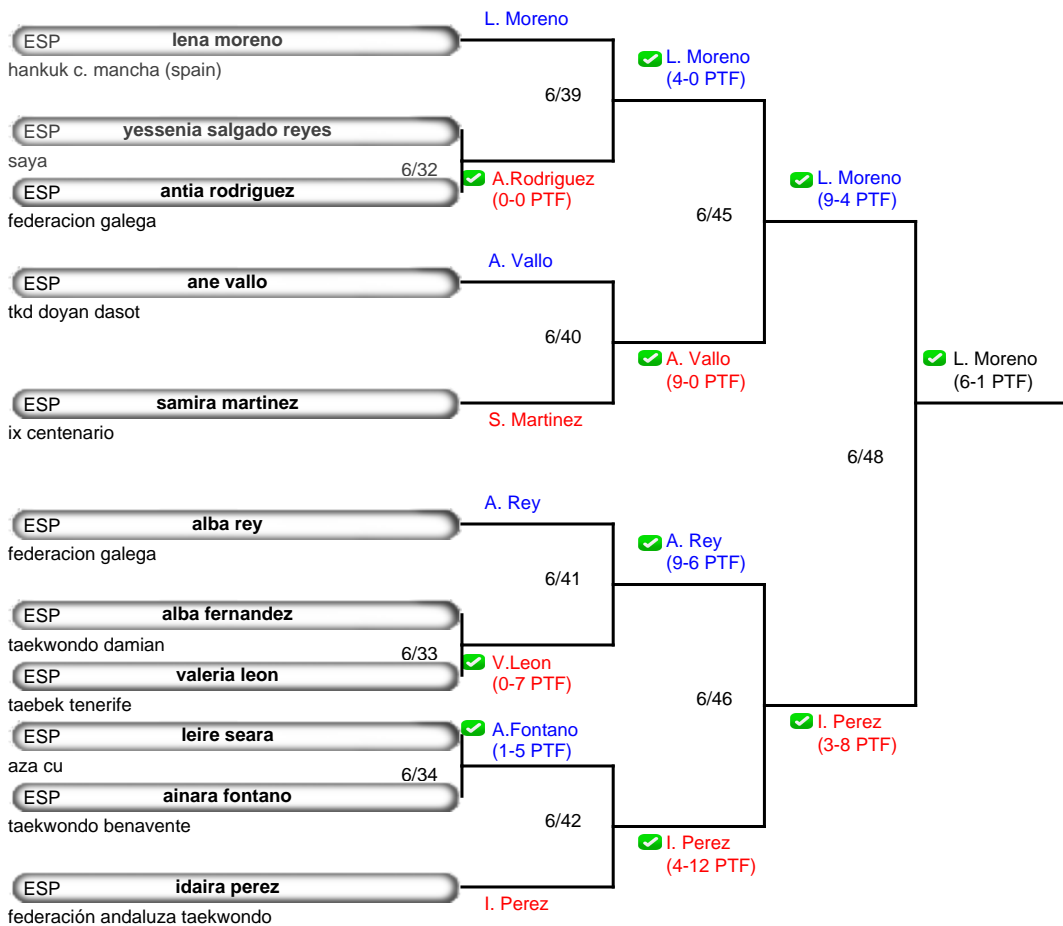 L. Moreno
ESP lena moreno
hankuk c. mancha (spain)
L. Moreno
(4-0 PTF)
6/39
ESP yessenia salgado reyes
saya
6/32
A.Rodriguez
(0-0 PTF)
ESP antia rodriguez
federacion galega
L. Moreno
(9-4 PTF)
6/45
A. Vallo
ESP ane vallo
tkd doyan dasot
6/40
A. Vallo
(9-0 PTF)
L. Moreno
(6-1 PTF)
ESP samira martinez
S. Martinez
ix centenario
6/48
A. Rey
ESP alba rey
federacion galega
A. Rey
(9-6 PTF)
6/41
ESP alba fernandez
taekwondo damian
6/33
V.Leon
(0-7 PTF)
ESP valeria leon
taebek tenerife
6/46
I. Perez
(3-8 PTF)
ESP leire seara
A.Fontano
(1-5 PTF)
aza cu
6/34
ESP ainara fontano
taekwondo benavente
6/42
I. Perez
(4-12 PTF)
ESP idaira perez
I. Perez
federación andaluza taekwondo